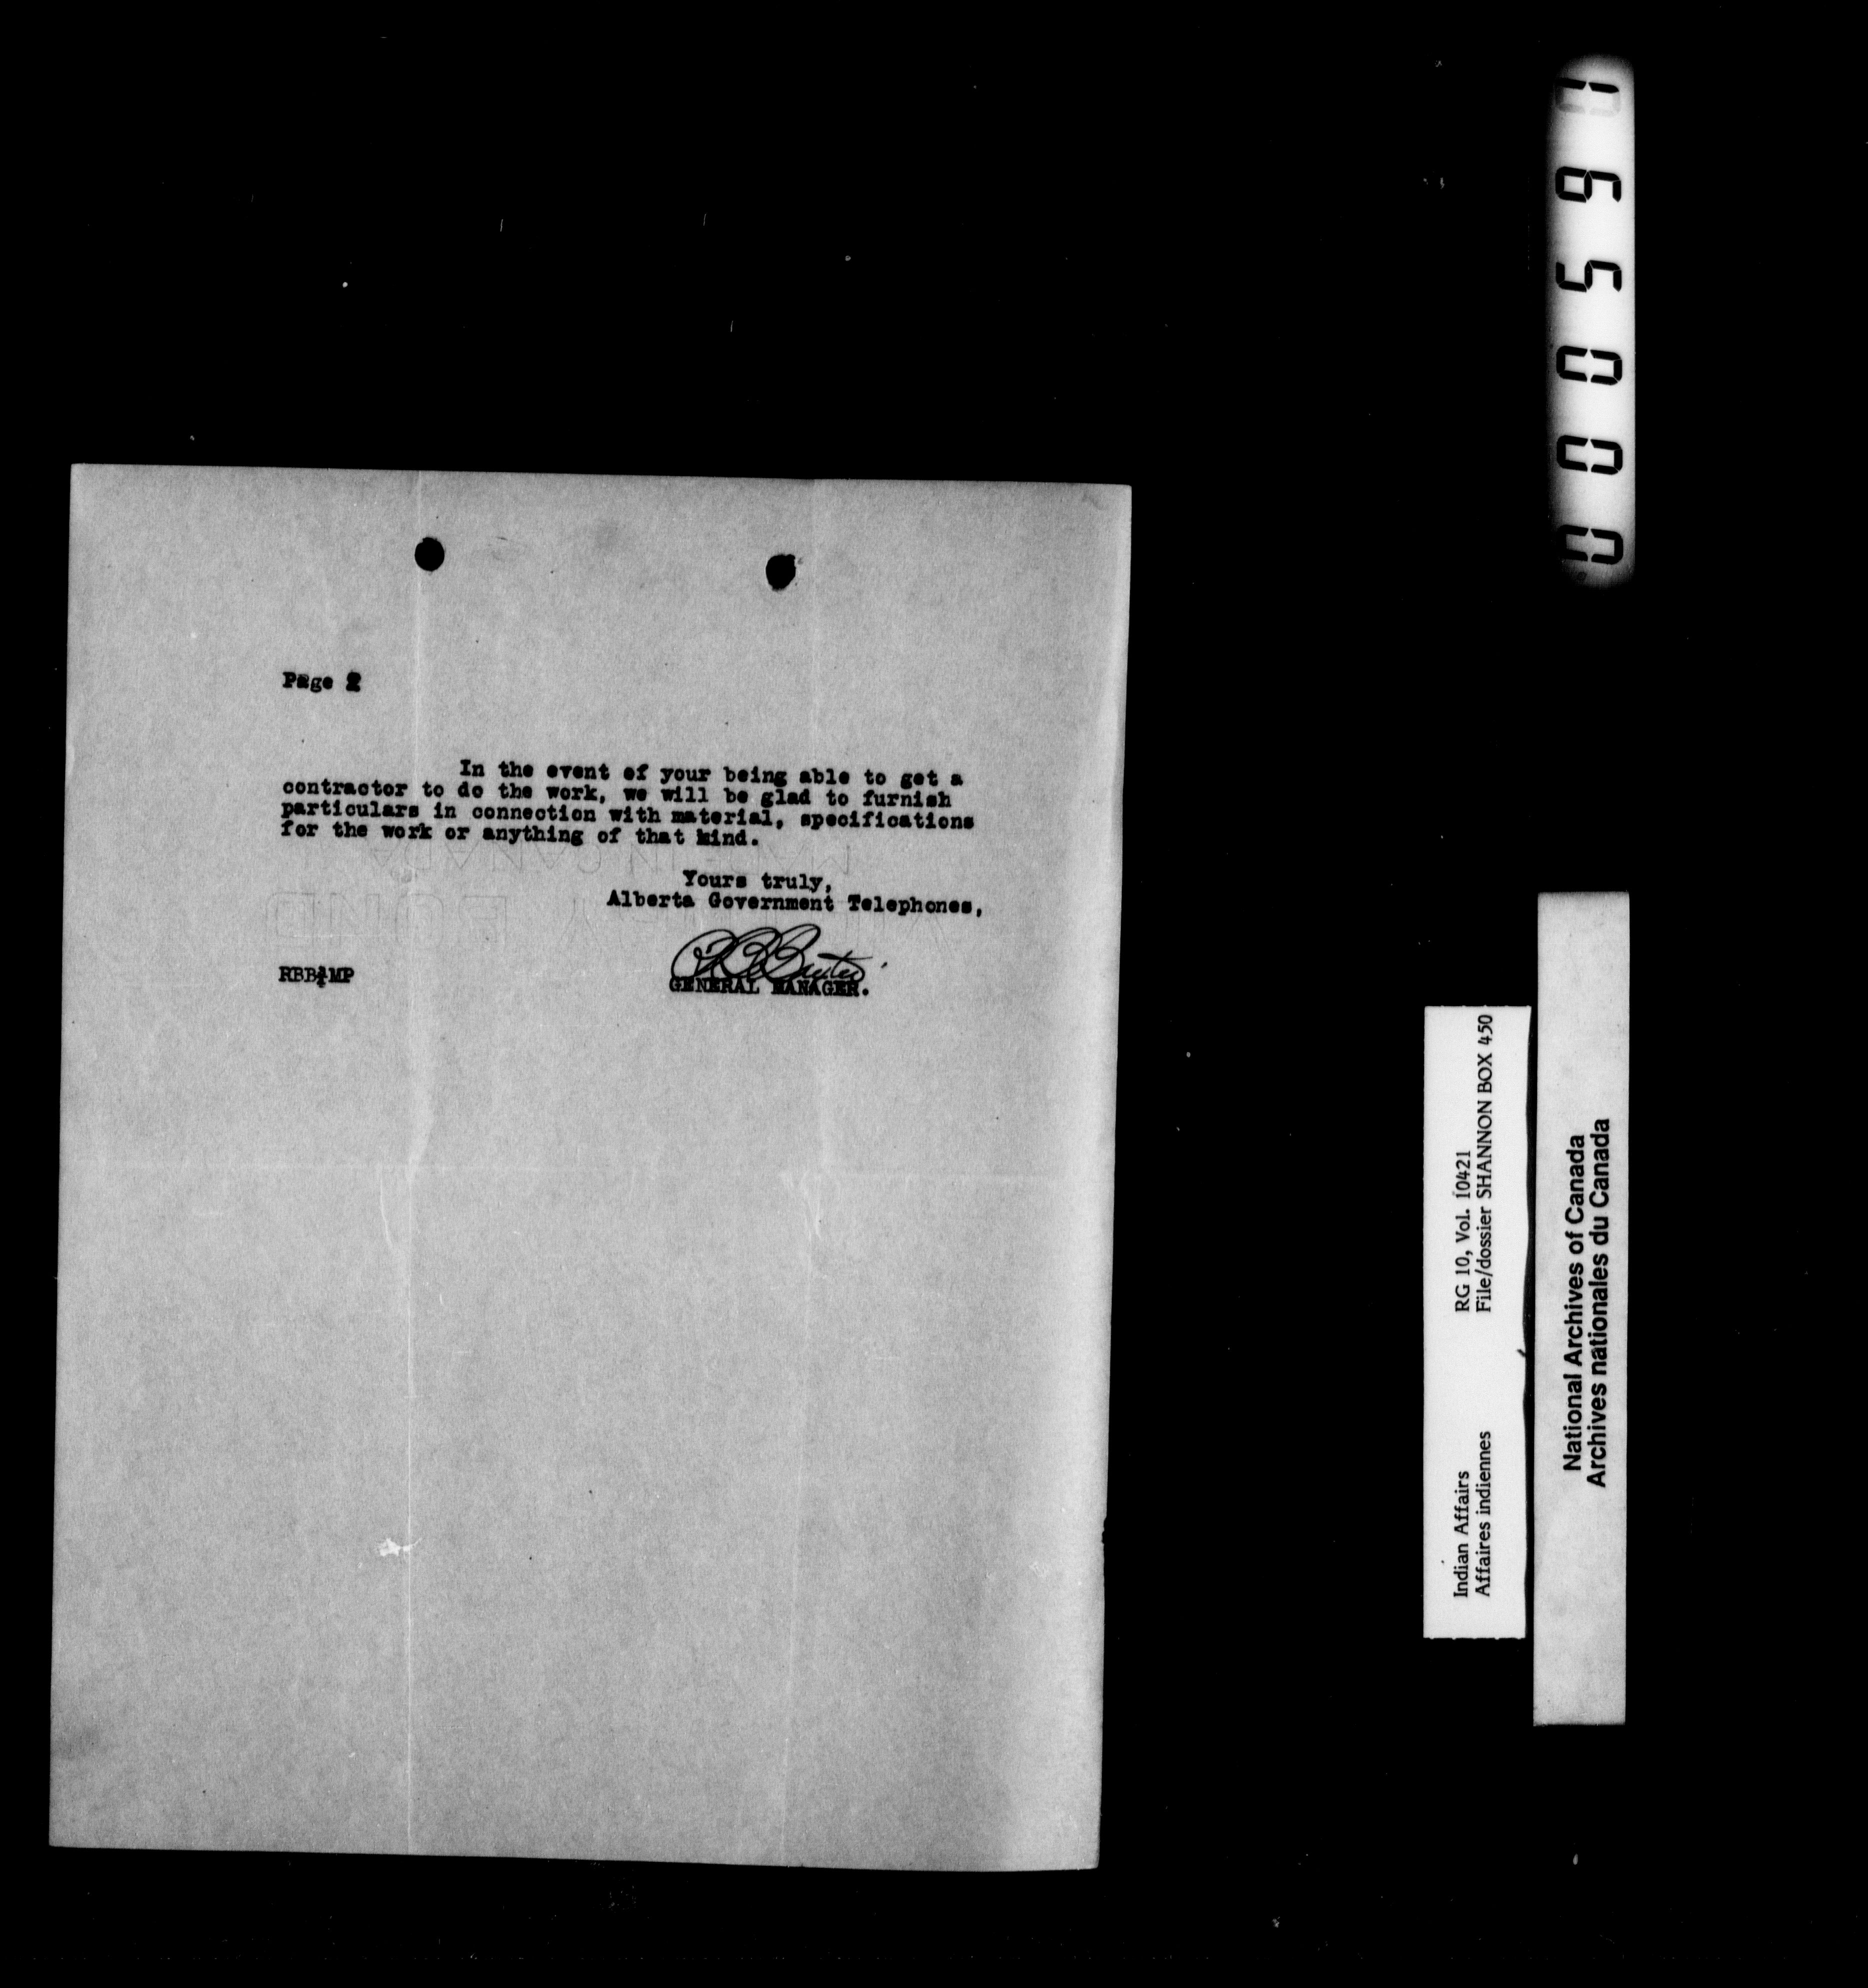 Page 2
In the event of your being able to get a
contractor to do the work, we will be glad to furnish
particulars in connection with material, specifications
for the work or anything of that kind.
Yours truly,
Alberta Government Telephones,
R B Baxter
GENERAL MANAGER.
RBB/MP
Indian Affairs
Affaires indiennes
RG 10, Vol. 10421
File/dossier SHANNON BOX 450
National Archives of Canada
Archives nationales du Canada